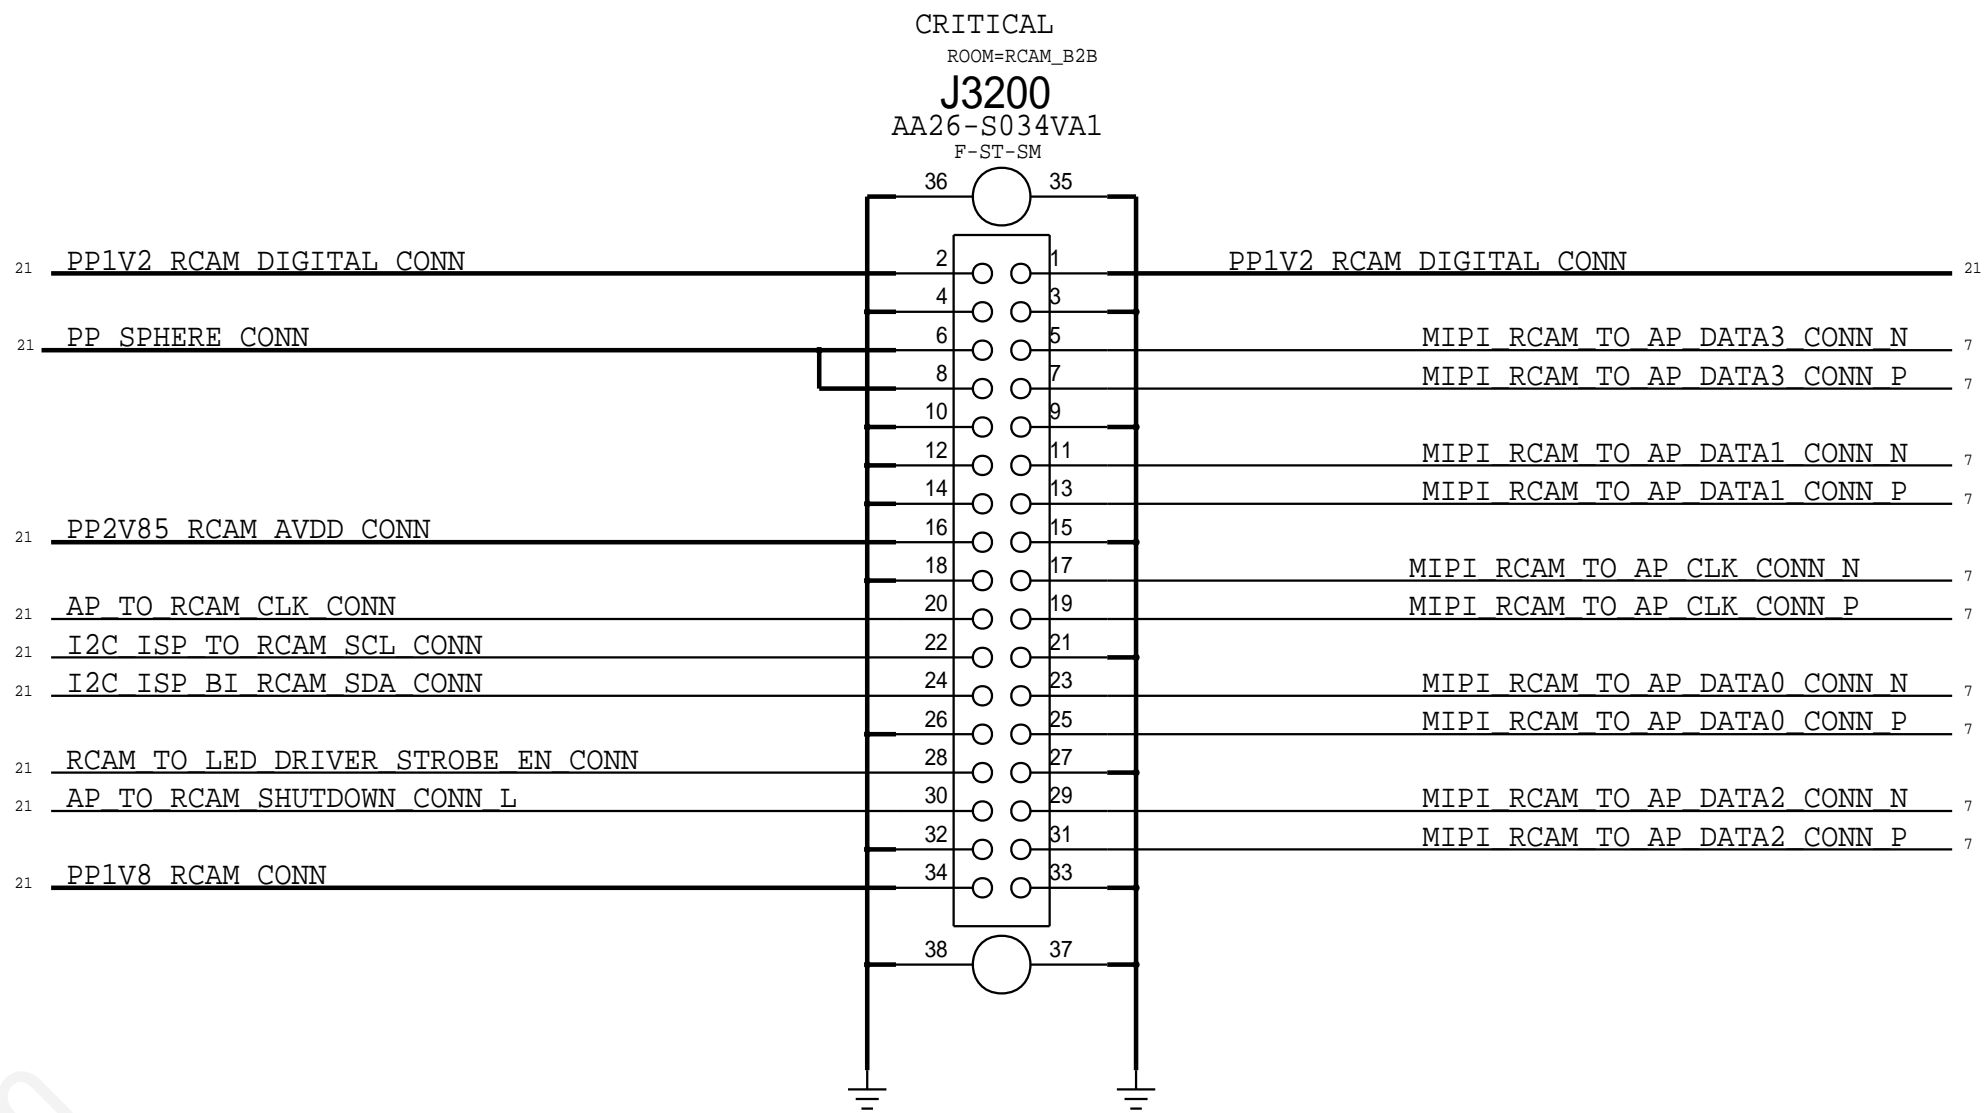 CRITICAL
ROOM=RCAM_B2B
J3200
AA26-S034VA1
F-ST-SM
36 35
21 PP1V2_RCAM_DIGITAL_CONN 2 1 PP1V2_RCAM_DIGITAL_CONN 21
4 3
21 PP_SPHERE_CONN 6 5 MIPI_RCAM_TO_AP_DATA3_CONN_N 7
8 7 MIPI_RCAM_TO_AP_DATA3_CONN_P 7
10 9
12 11 MIPI_RCAM_TO_AP_DATA1_CONN_N 7
14 13 MIPI_RCAM_TO_AP_DATA1_CONN_P 7
21 PP2V85_RCAM_AVDD_CONN 16 15
18 17 MIPI_RCAM_TO_AP_CLK_CONN_N 7
21 AP_TO_RCAM_CLK_CONN 20 19 MIPI_RCAM_TO_AP_CLK_CONN_P 7
21 I2C_ISP_TO_RCAM_SCL_CONN 22 21
21 I2C_ISP_BI_RCAM_SDA_CONN 24 23 MIPI_RCAM_TO_AP_DATA0_CONN_N 7
26 25 MIPI_RCAM_TO_AP_DATA0_CONN_P 7
21 RCAM_TO_LED_DRIVER_STROBE_EN_CONN 28 27
21 AP_TO_RCAM_SHUTDOWN_CONN_L 30 29 MIPI_RCAM_TO_AP_DATA2_CONN_N 7
32 31 MIPI_RCAM_TO_AP_DATA2_CONN_P 7
21 PP1V8_RCAM_CONN 34 33
38 37